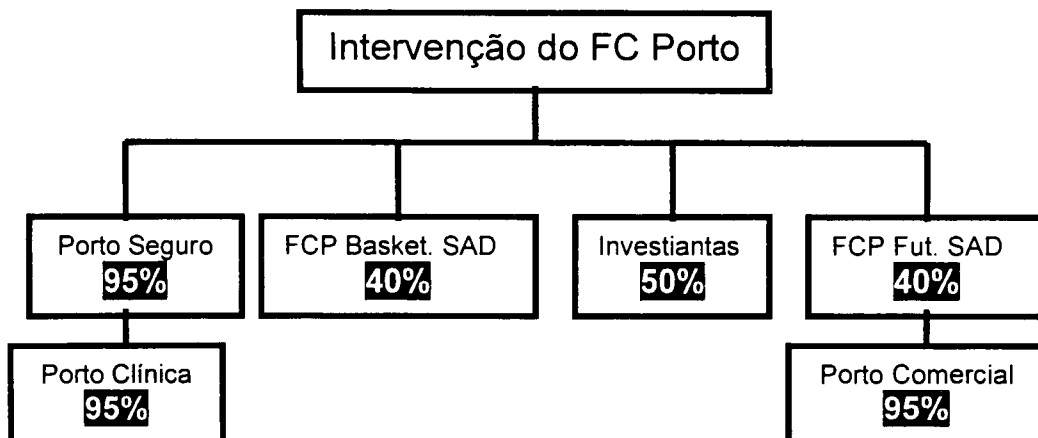 Intervenção do FC Porto
Porto Seguro
95%
FCP Basket. SAD
40%
Investiantas
50%
FCP Fut. SAD
40%
Porto Clínica
95%
Porto Comercial
95%